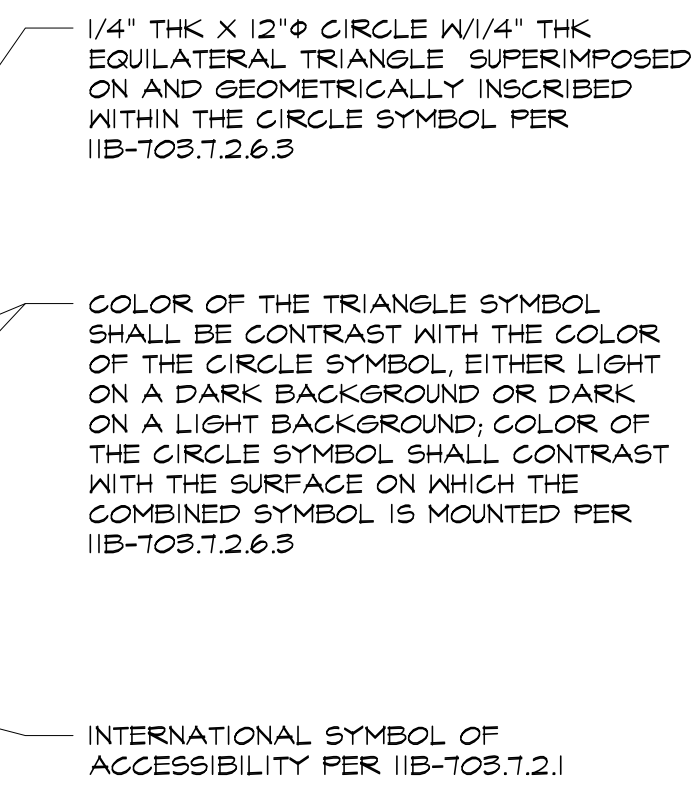 1/4" THK X 12"Φ CIRCLE W/1/4" THK
EQUILATERAL TRIANGLE  SUPERIMPOSED
ON AND GEOMETRICALLY INSCRIBED
WITHIN THE CIRCLE SYMBOL PER
11B-703.7.2.6.3
COLOR OF THE TRIANGLE SYMBOL
SHALL BE CONTRAST WITH THE COLOR
OF THE CIRCLE SYMBOL, EITHER LIGHT
ON A DARK BACKGROUND OR DARK
ON A LIGHT BACKGROUND; COLOR OF
THE CIRCLE SYMBOL SHALL CONTRAST
WITH THE SURFACE ON WHICH THE
COMBINED SYMBOL IS MOUNTED PER
11B-703.7.2.6.3
INTERNATIONAL SYMBOL OF
ACCESSIBILITY PER 11B-703.7.2.1